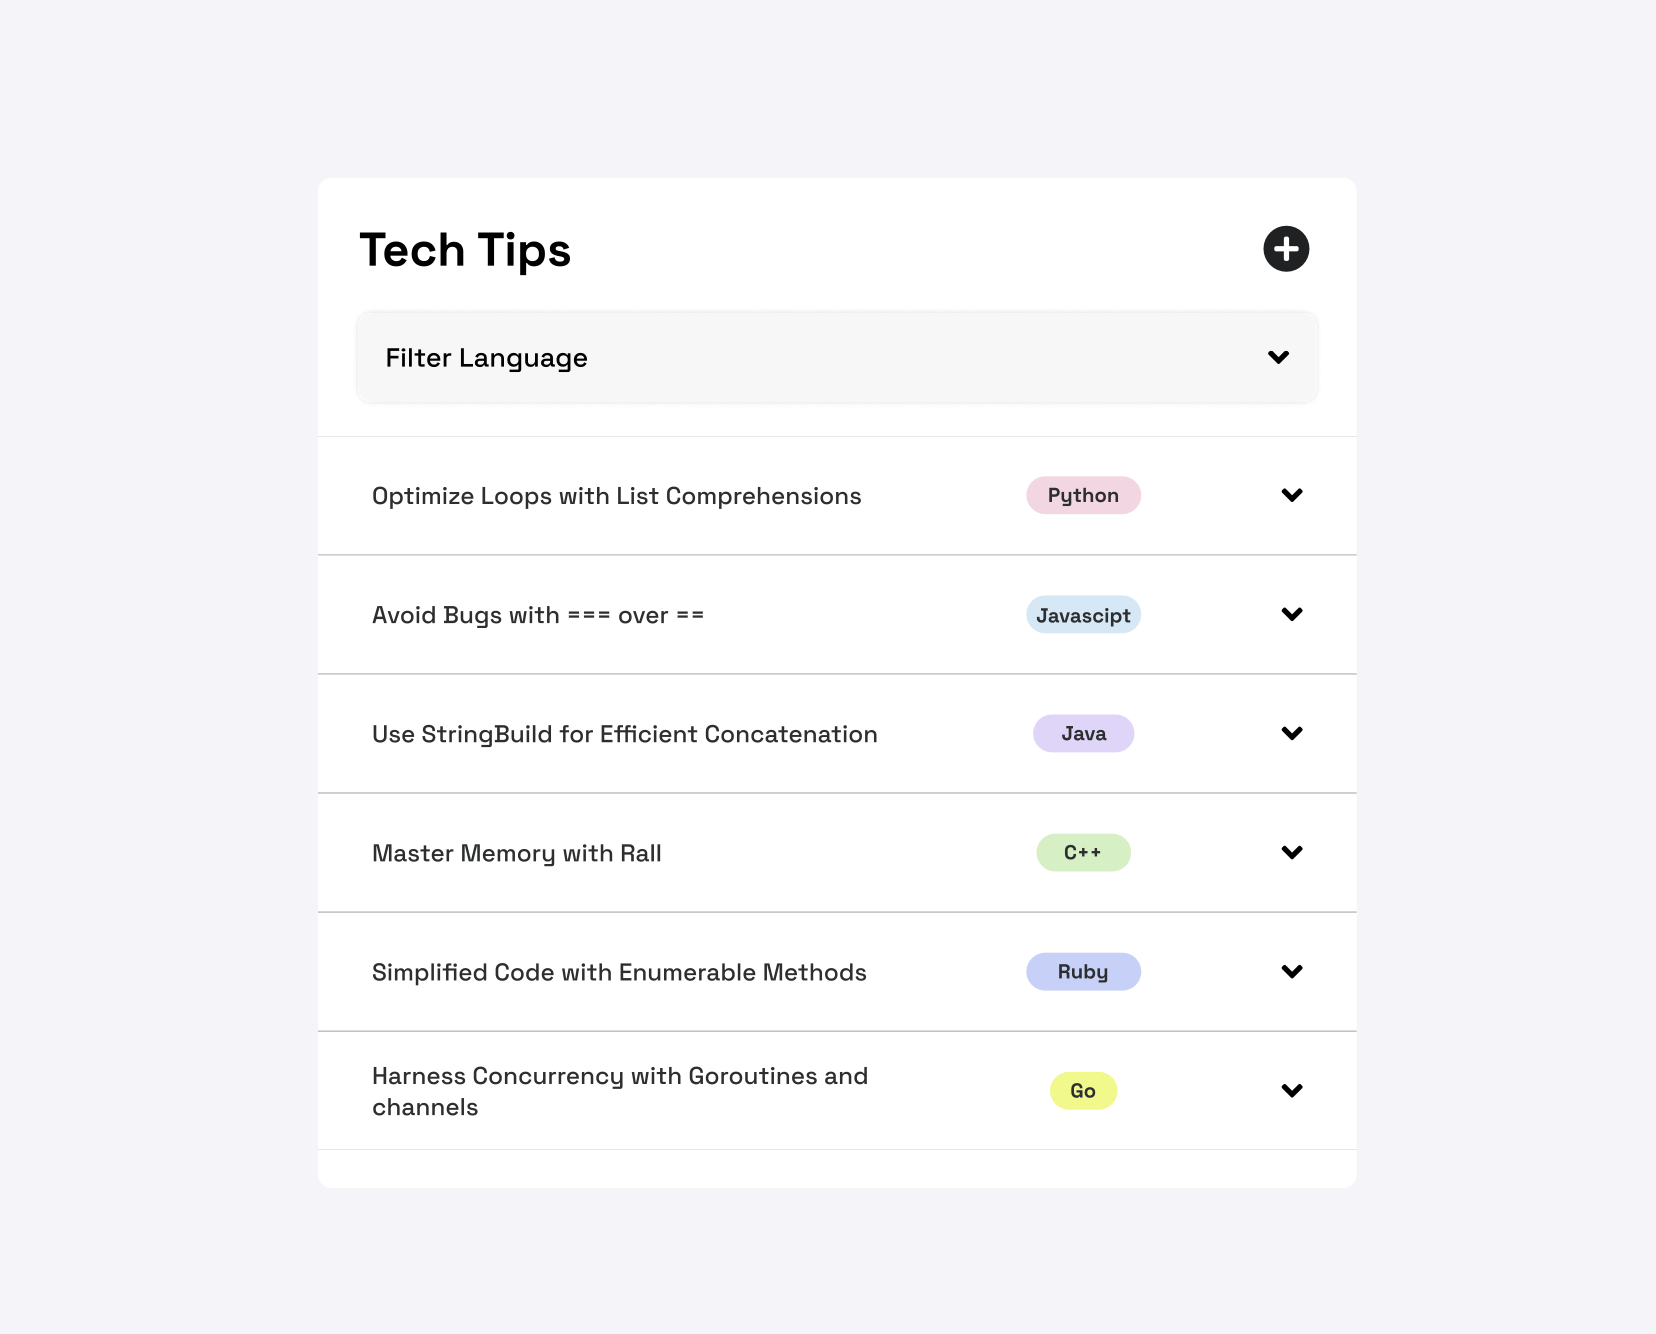 Tech Tips
Filter Language
Optimize Loops with List Comprehensions
Python
Avoid Bugs with === over ==
Javascipt
Use StringBuild for Efficient Concatenation
Java
Master Memory with Rall
C++
Simplified Code with Enumerable Methods
Ruby
Harness Concurrency with Goroutines and
channels
Go